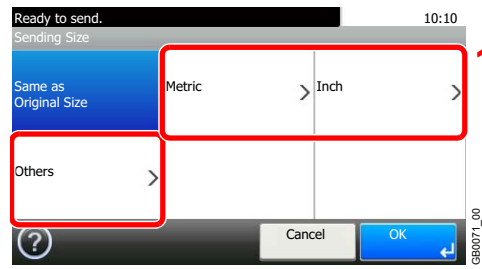 Ready to send. 10:10
Sending Size
Same as
Original Size
Metric
Inch
1
Others
?
Cancel
OK
GB0071_00